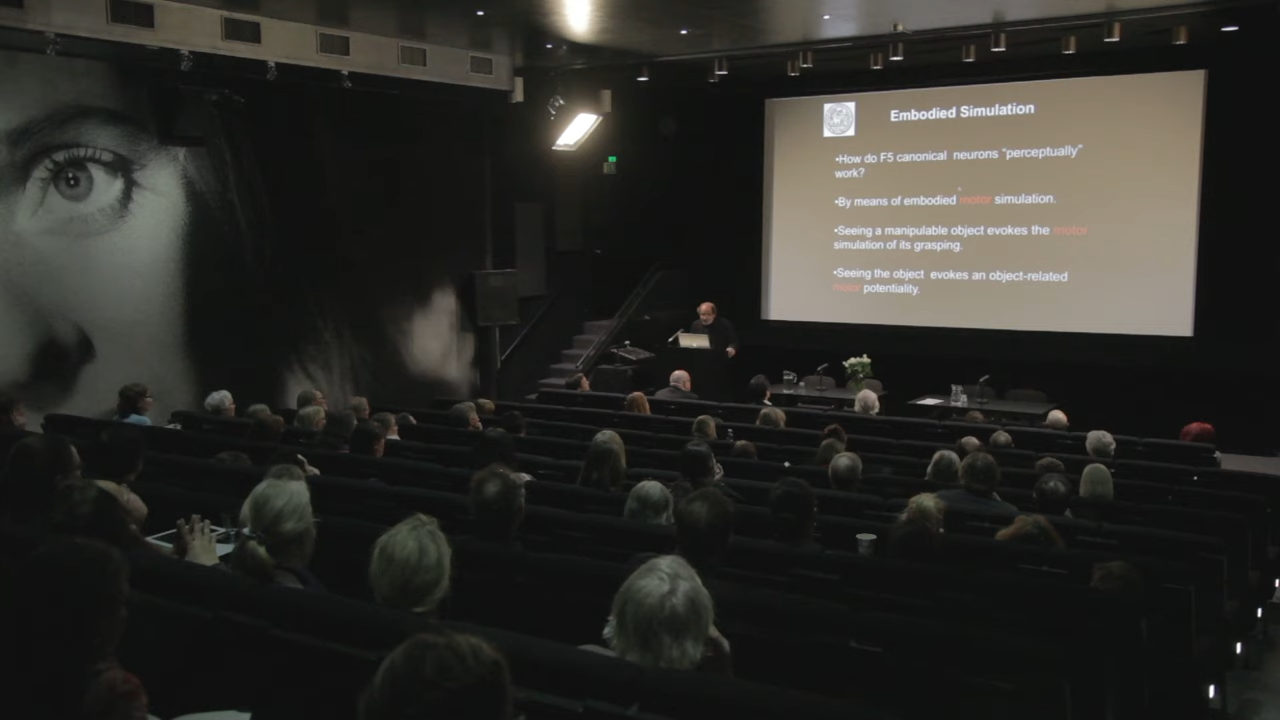 Embodied Simulation
•How do F5 canonical neurons “perceptually”
work?
•By means of embodied motor simulation.
•Seeing a manipulable object evokes the motor
simulation of its grasping.
•Seeing the object evokes an object-related
motor potentiality.